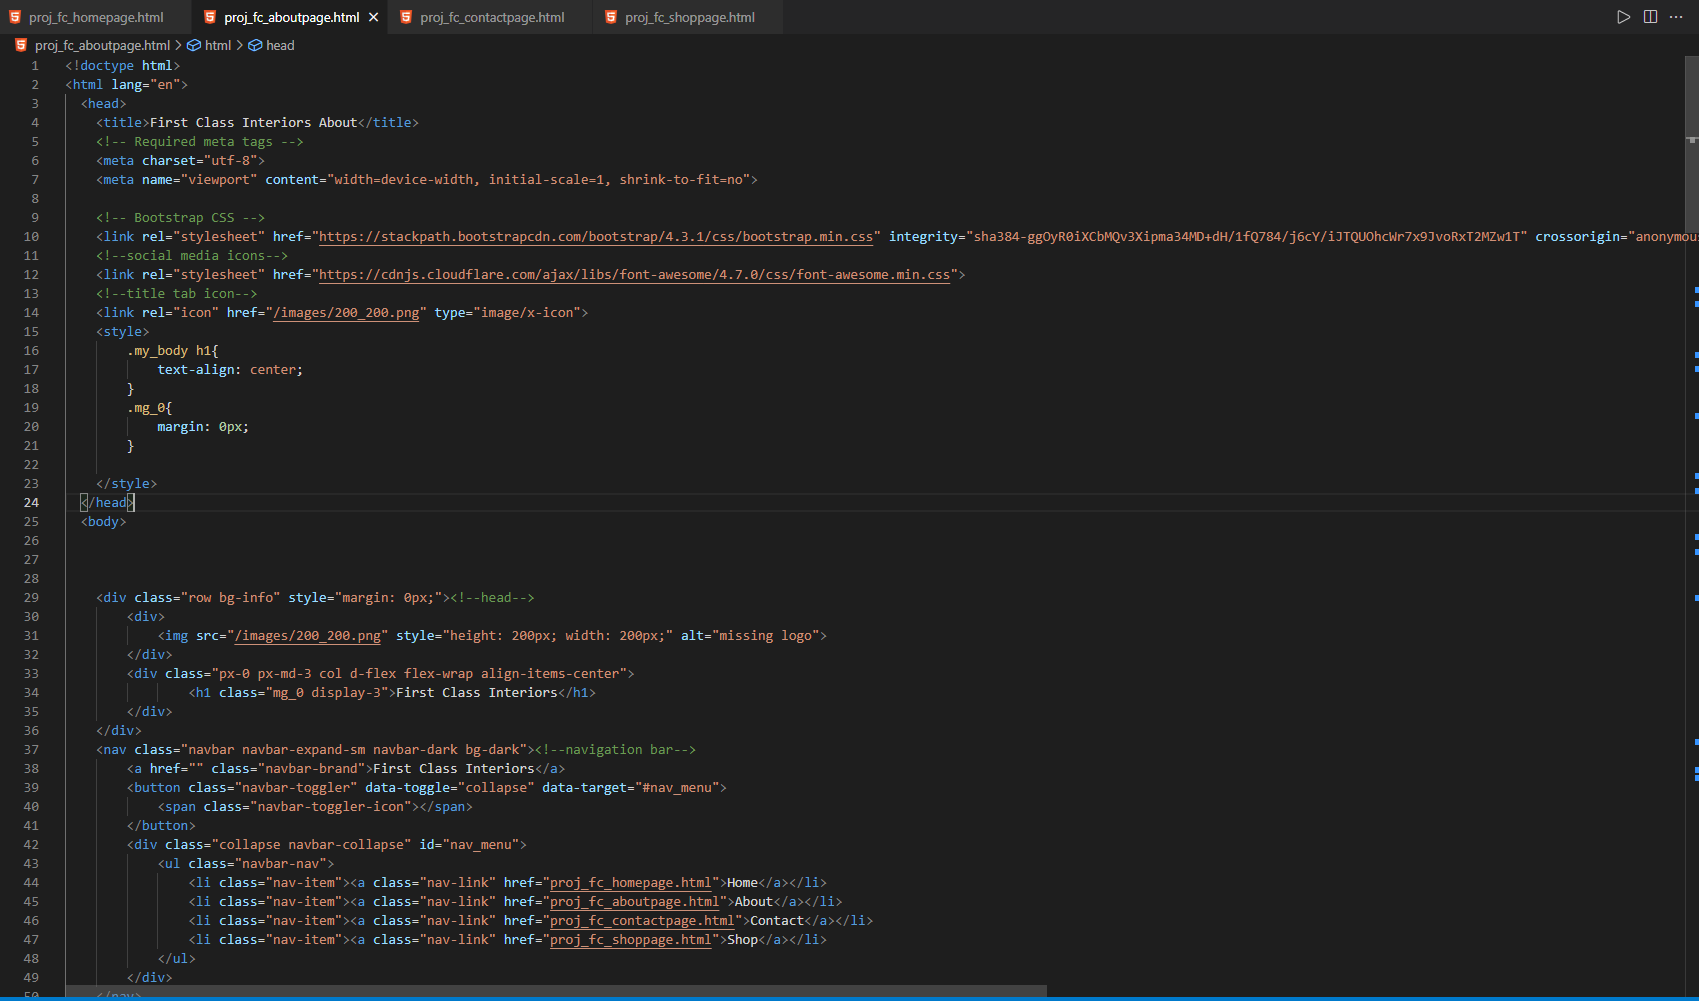 proj_fc_homepage.html proj_fc_aboutpage.html proj_fc_contactpage.html proj_fc_shoppage.html
proj_fc_aboutpage.html > html > head
1 <!doctype html>
2 <html lang="en">
3 <head>
4 <title>First Class Interiors About</title>
5 <!-- Required meta tags -->
6 <meta charset="utf-8">
7 <meta name="viewport" content="width=device-width, initial-scale=1, shrink-to-fit=no">
8
9 <!-- Bootstrap CSS -->
10 <link rel="stylesheet" href="https://stackpath.bootstrapcdn.com/bootstrap/4.3.1/css/bootstrap.min.css" integrity="sha384-ggOyR0iXCbMQv3Xipma34MD+dH/1fQ784/j6cY/iJTQUOhcWr7x9JvoRxT2MZw1T" crossorigin="anonymous
11 <!--social media icons-->
12 <link rel="stylesheet" href="https://cdnjs.cloudflare.com/ajax/libs/font-awesome/4.7.0/css/font-awesome.min.css">
13 <!--title tab icon-->
14 <link rel="icon" href="/images/200_200.png" type="image/x-icon">
15 <style>
16 .my_body h1{
17 text-align: center;
18 }
19 .mg_0{
20 margin: 0px;
21 }
22
23 </style>
24 </head>
25 <body>
26
27
28
29 <div class="row bg-info" style="margin: 0px;"><!--head-->
30 <div>
31 <img src="/images/200_200.png" style="height: 200px; width: 200px;" alt="missing logo">
32 </div>
33 <div class="px-0 px-md-3 col d-flex flex-wrap align-items-center">
34 <h1 class="mg_0 display-3">First Class Interiors</h1>
35 </div>
36 </div>
37 <nav class="navbar navbar-expand-sm navbar-dark bg-dark"><!--navigation bar-->
38 <a href="" class="navbar-brand">First Class Interiors</a>
39 <button class="navbar-toggler" data-toggle="collapse" data-target="#nav_menu">
40 <span class="navbar-toggler-icon"></span>
41 </button>
42 <div class="collapse navbar-collapse" id="nav_menu">
43 <ul class="navbar-nav">
44 <li class="nav-item"><a class="nav-link" href="proj_fc_homepage.html">Home</a></li>
45 <li class="nav-item"><a class="nav-link" href="proj_fc_aboutpage.html">About</a></li>
46 <li class="nav-item"><a class="nav-link" href="proj_fc_contactpage.html">Contact</a></li>
47 <li class="nav-item"><a class="nav-link" href="proj_fc_shoppage.html">Shop</a></li>
48 </ul>
49 </div>
50 </nav>